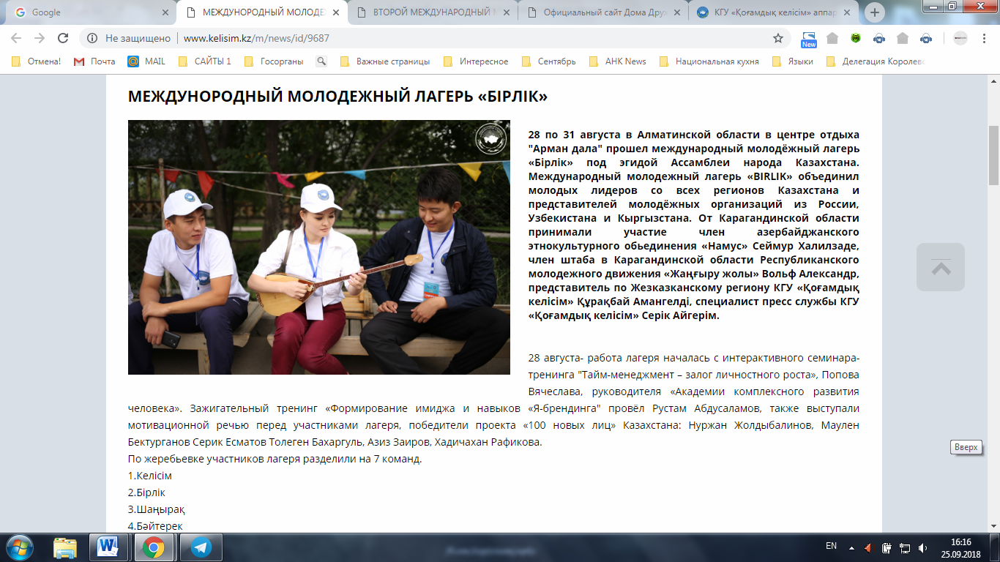 Google
МЕЖДУНОРОДНЫЙ МОЛОДЕ
ВТОРОЙ МЕЖДУНАРОДНЫЙ
Официальный сайт Дома Друж
КГУ «Қоғамдық келісім» аппар
Не защищено
www.kelisim.kz/m/news/id/9687
New
Отмена!
Почта
MAIL
САЙТЫ 1
Госорганы
Важные страницы
Интересное
Сентябрь
АНК News
Национальная кухня
Языки
Делегация Королевс
МЕЖДУНОРОДНЫЙ МОЛОДЕЖНЫЙ ЛАГЕРЬ «БІРЛІК»
28 по 31 августа в Алматинской области в центре отдыха
"Арман дала" прошел международный молодёжный лагерь
«Бірлік» под эгидой Ассамблеи народа Казахстана.
Международный молодежный лагерь «BIRLIK» объединил
молодых лидеров со всех регионов Казахстана и
представителей молодёжных организаций из России,
Узбекистана и Кыргызстана. От Карагандинской области
принимали участие член азербайджанского
этнокультурного обьединения «Намус» Сеймур Халилзаде,
член штаба в Карагандинской области Республиканского
молодежного движения «Жаңғыру жолы» Вольф Александр,
представитель по Жезказканскому региону КГУ «Қоғамдық
келісім» Құрақбай Амангелді, специалист пресс службы КГУ
«Қоғамдық келісім» Серік Айгерім.
28 августа- работа лагеря началась с интерактивного семинара-
тренинга "Тайм-менеджмент – залог личностного роста», Попова
Вячеслава, руководителя «Академии комплексного развития
человека». Зажигательный тренинг «Формирование имиджа и навыков «Я-брендинга" провёл Рустам Абдусаламов, также выступали
мотивационной речью перед участниками лагеря, победители проекта «100 новых лиц» Казахстана: Нуржан Жолдыбалинов, Маулен
Бектурганов Серик Есматов Толеген Бахаргуль, Азиз Заиров, Хадичахан Рафикова.
По жеребьевке участников лагеря разделили на 7 команд.
1.Келісім
2.Бірлік
3.Шаңырақ
4.Бәйтерек
Вверх
EN
16:16
25.09.2018